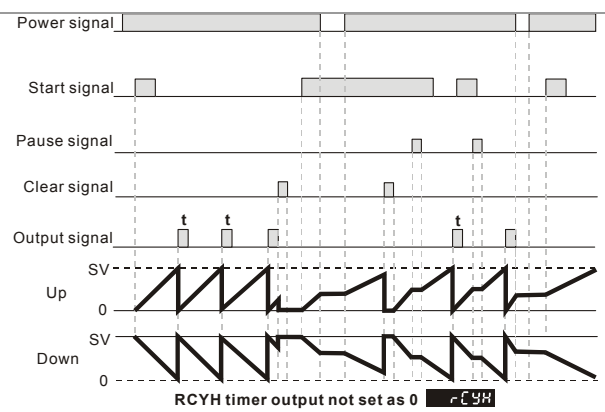 Power signal
Start signal
Pause signal
Clear signal
t t t
Output signal
SV
Up
0
SV
Down
0
RCYH timer output not set as 0 rCYH